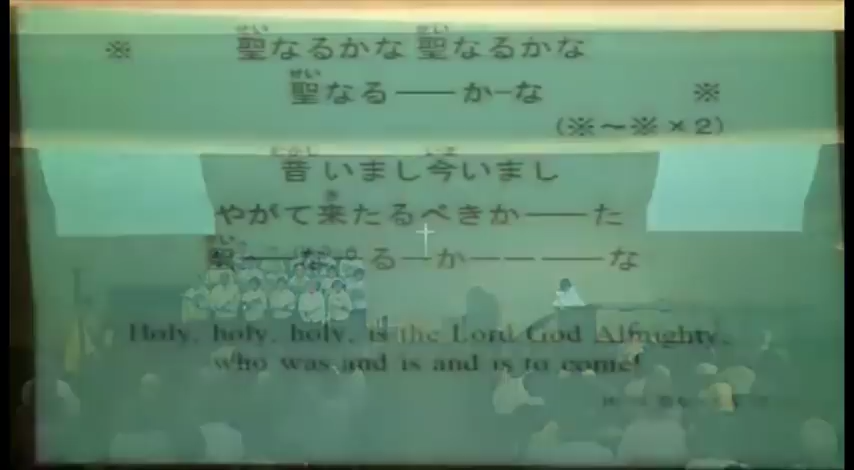 ※ 聖なるかな 聖なるかな
聖なる――か−な ※
(※〜※×2)
昔いまし今いまし
やがて来たるべきか――た
聖――な−る−か−−−−な
Holy, holy, holy, is the Lord God Almighty,
who was and is and is to come!